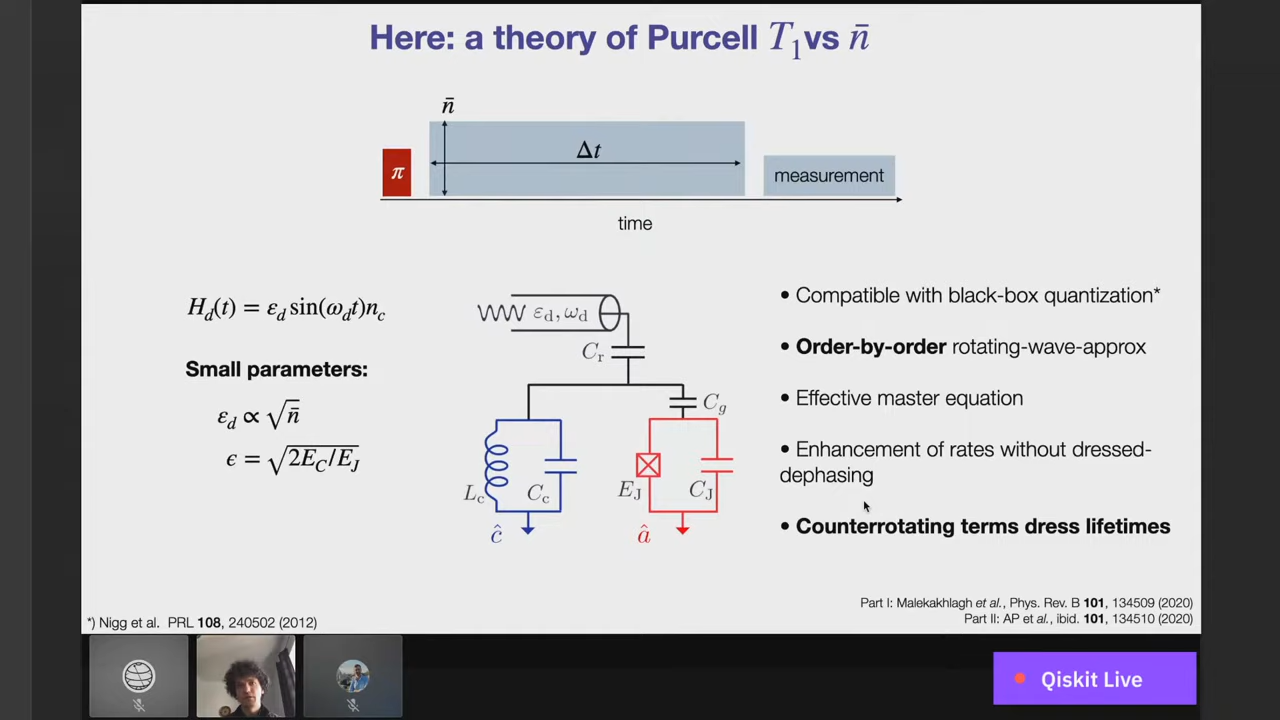 Here: a theory of Purcell T₁ vs n̄
n̄
Δt
π
measurement
time
H_d(t) = ε_d sin(ω_d t)n_c
Small parameters:
ε_d ∝ √n̄
ϵ = √2E_C/E_J
ε_d, ω_d
C_r
C_g
L_c
C_c
E_J
C_J
ĉ
â
• Compatible with black-box quantization*
• Order-by-order rotating-wave-approx
• Effective master equation
• Enhancement of rates without dressed-
dephasing
• Counterrotating terms dress lifetimes
Part I: Malekakhlagh et al., Phys. Rev. B 101, 134509 (2020)
Part II: AP et al., ibid. 101, 134510 (2020)
*) Nigg et al. PRL 108, 240502 (2012)
Qiskit Live